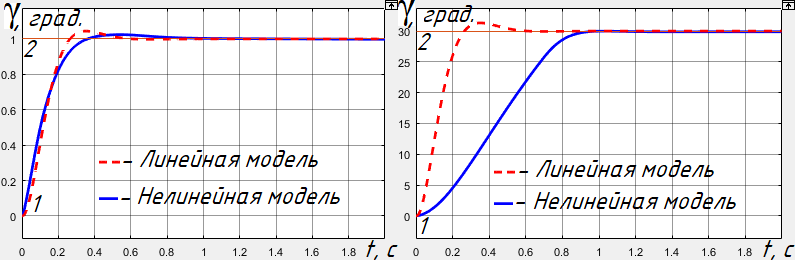 γ, град.
1
2
0.8
0.6
0.4
0.2
0
1
– Линейная модель
– Нелинейная модель
0 0.2 0.4 0.6 0.8 1 1.2 1.4 1.6 1.8
t, с
γ, град.
30
2
25
20
15
10
5
0
1
– Линейная модель
– Нелинейная модель
0 0.2 0.4 0.6 0.8 1 1.2 1.4 1.6 1.8
t, с